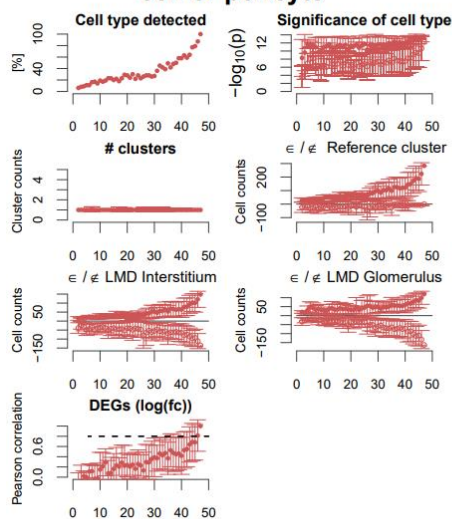 Cell type detected
[%]
0 40 100
0 10 20 30 40 50
Significance of cell type
−log10(p)
0 6 12
0 10 20 30 40 50
# clusters
Cluster counts
0 2 4
0 10 20 30 40 50
∈ / ∉ Reference cluster
Cell counts
−100 200
0 10 20 30 40 50
∈ / ∉ LMD Interstitium
Cell counts
−150 50
0 10 20 30 40 50
∈ / ∉ LMD Glomerulus
Cell counts
−150 50
0 10 20 30 40 50
DEGs (log(fc))
Pearson correlation
0.0 0.6
0 10 20 30 40 50